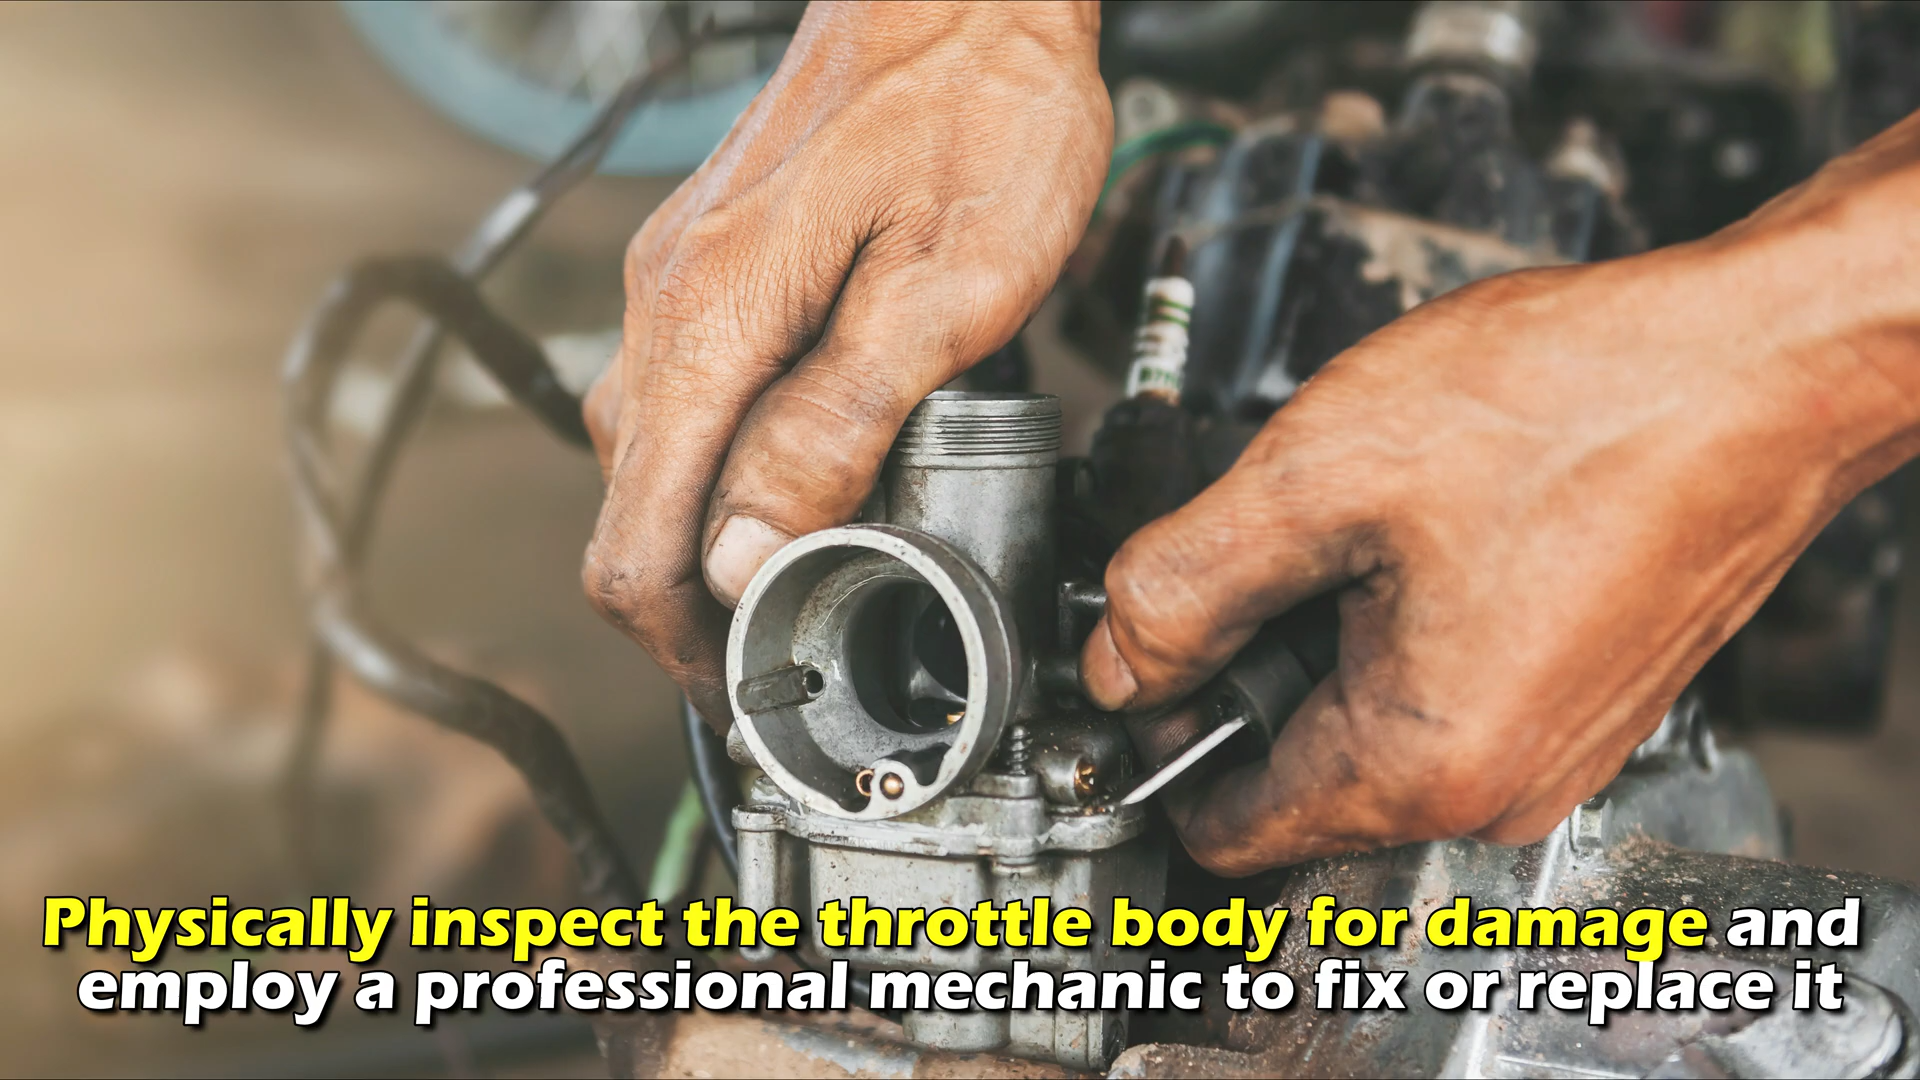 Physically inspect the throttle body for damage and
employ a professional mechanic to fix or replace it